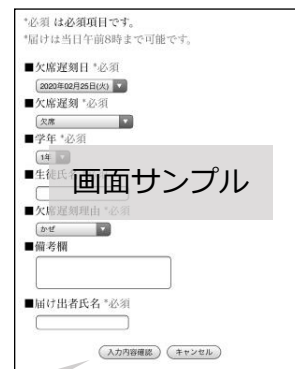 *必須 は必須項目です。
*届けは当日午前8時まで可能です。
■欠席遅刻日 *必須
2020年02月25日(火)
■欠席遅刻 *必須
欠席
■学年 *必須
1年
■生徒氏
画面サンプル
■欠席遅刻理由 *必須
かぜ
■備考欄
■届け出者氏名 *必須
入力内容確認 キャンセル